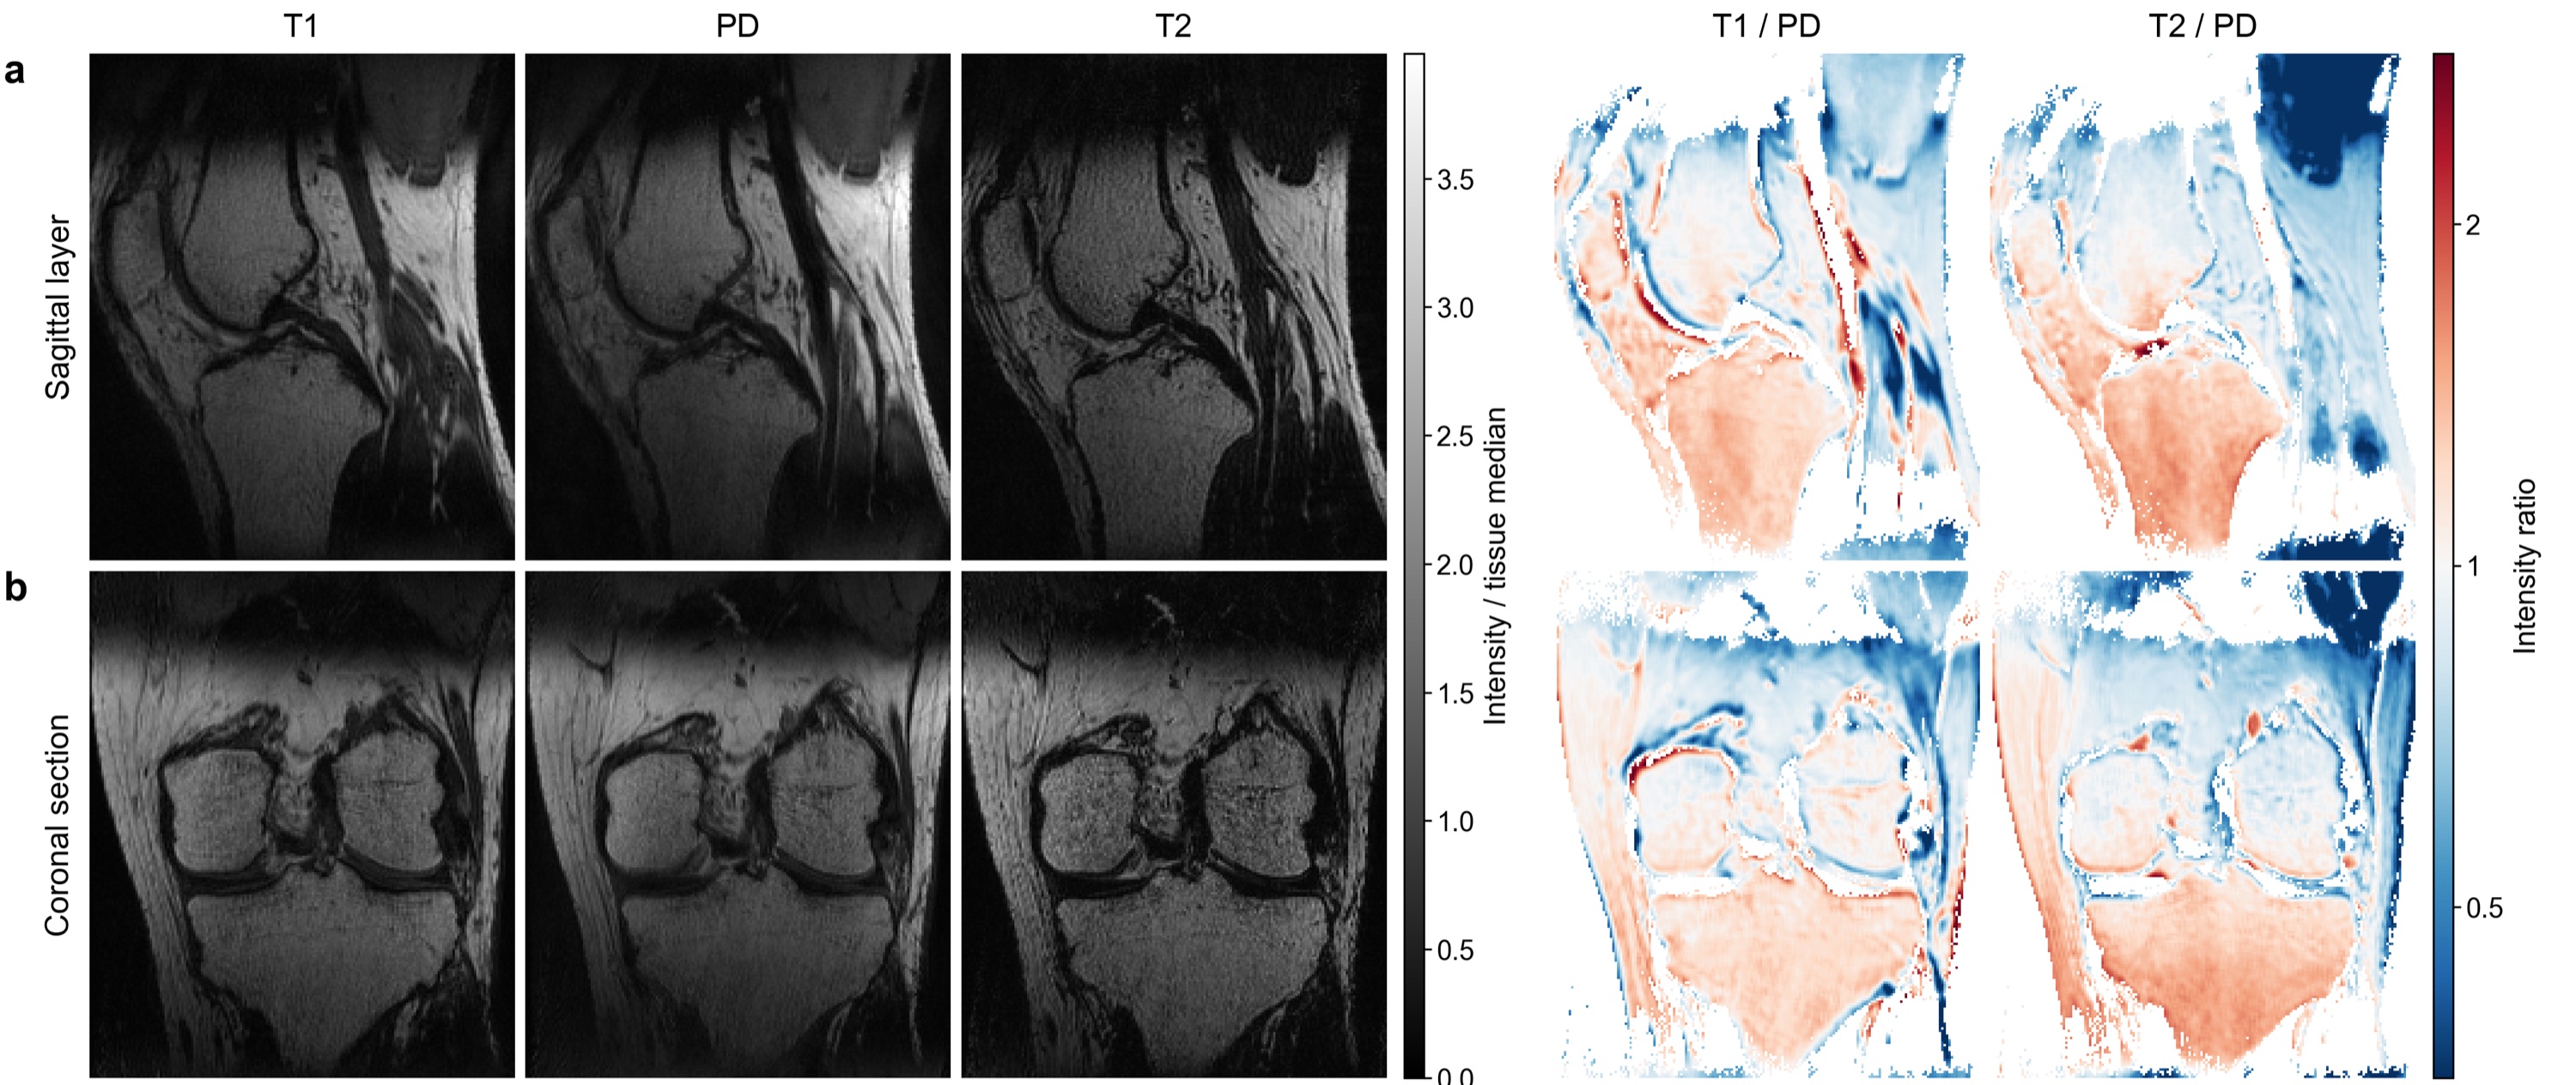 T1
PD
T2
T1 / PD
T2 / PD
a
Sagittal layer
b
Coronal section
3.5
3.0
2.5
2.0
1.5
1.0
0.5
0.0
Intensity / tissue median
2
1
0.5
Intensity ratio